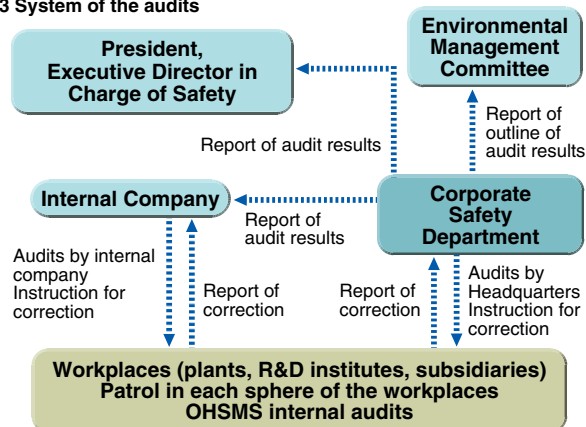 3 System of the audits
President,
Executive Director in
Charge of Safety
Environmental
Management
Committee
Report of audit results
Report of
outline of
audit results
Internal Company
Report of
audit results
Corporate
Safety
Department
Audits by internal
company
Instruction for
correction
Report of
correction
Report of
correction
Audits by
Headquarters
Instruction for
correction
Workplaces (plants, R&D institutes, subsidiaries)
Patrol in each sphere of the workplaces
OHSMS internal audits